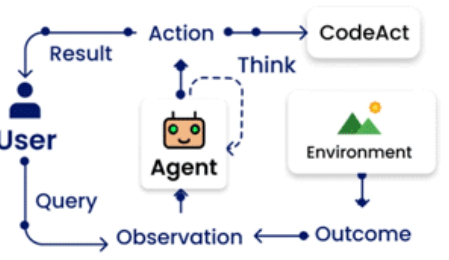 Action
CodeAct
Result
Think
User
Agent
Environment
Query
Observation
Outcome